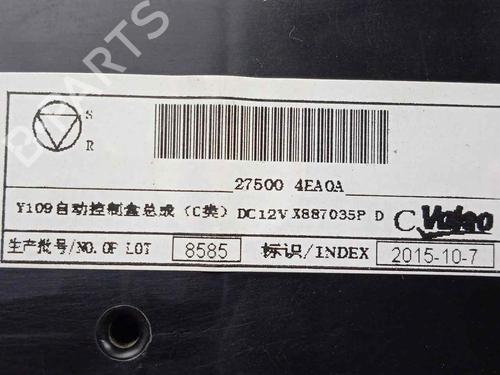 S
R
27500 4EA0A
Y109自动控制盒总成（C类）DC12V X887035P D C Valeo
生产批号/NO.OF LOT 8585 标识/INDEX 2015-10-7